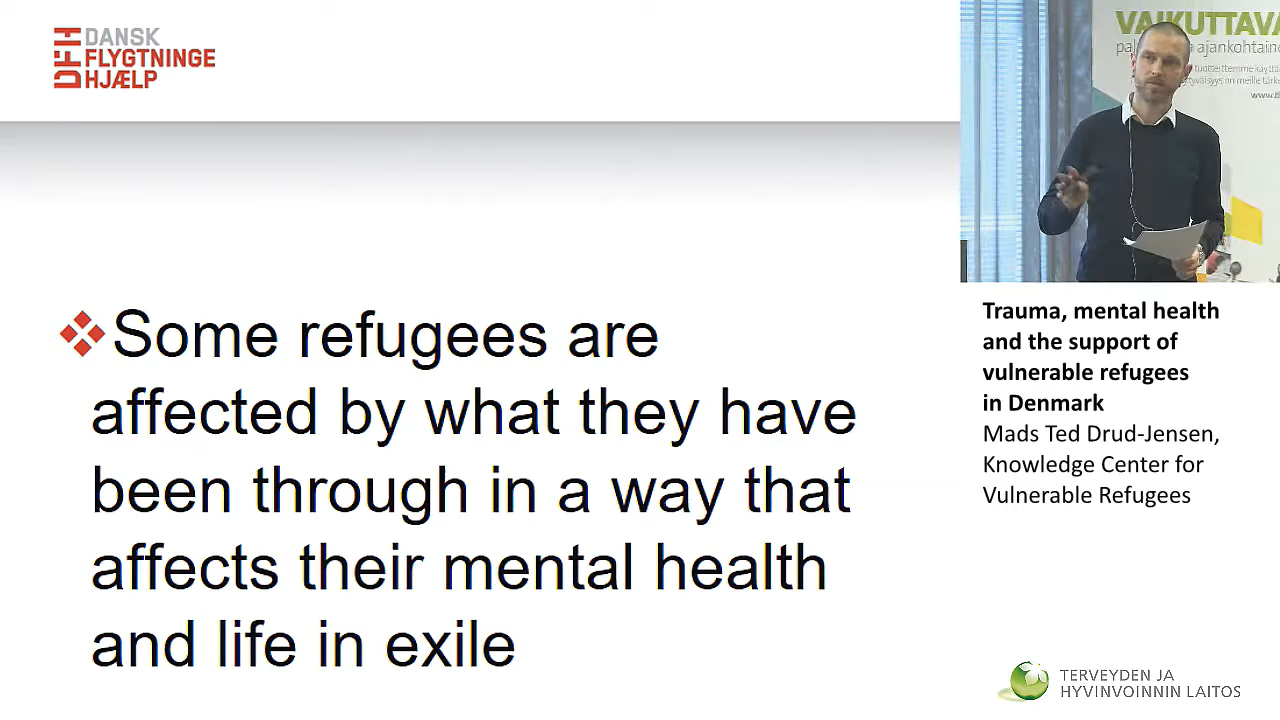 DFH
DANSK
FLYGTNINGE
HJÆLP
Some refugees are
affected by what they have
been through in a way that
affects their mental health
and life in exile
VAIKUTTAVA
ajankohtain
Trauma, mental health
and the support of
vulnerable refugees
in Denmark
Mads Ted Drud-Jensen,
Knowledge Center for
Vulnerable Refugees
TERVEYDEN JA
HYVINVOINNIN LAITOS